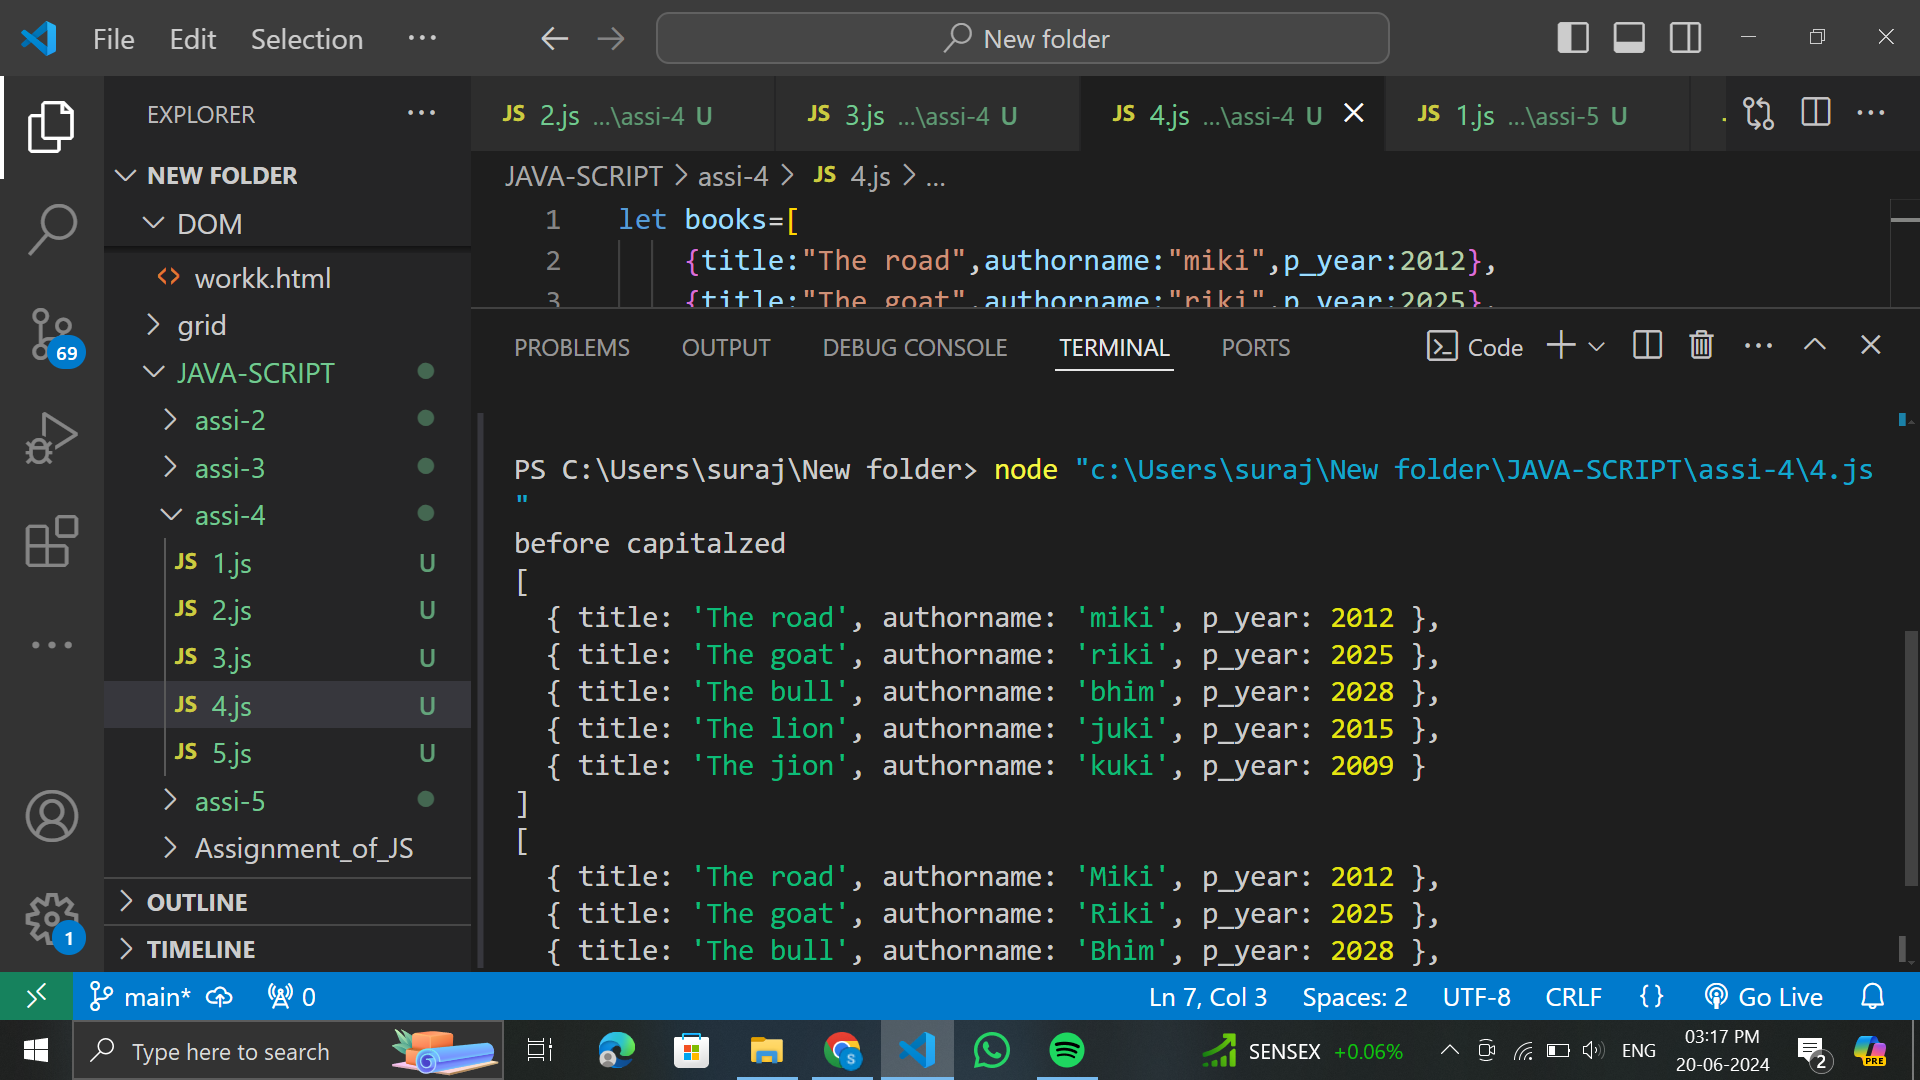 File Edit Selection ··· New folder
EXPLORER ···
NEW FOLDER
DOM
workk.html
grid
JAVA-SCRIPT
assi-2
assi-3
assi-4
JS 1.js U
JS 2.js U
JS 3.js U
JS 4.js U
JS 5.js U
assi-5
Assignment_of_JS
OUTLINE
TIMELINE
69
1
JS 2.js ...\assi-4 U JS 3.js ...\assi-4 U JS 4.js ...\assi-4 U JS 1.js ...\assi-5 U
JAVA-SCRIPT > assi-4 > JS 4.js > ...
1 let books=[
2 {title:"The road",authorname:"miki",p_year:2012},
3 {title:"The goat",authorname:"riki",p_year:2025},
PROBLEMS OUTPUT DEBUG CONSOLE TERMINAL PORTS Code
PS C:\Users\suraj\New folder> node "c:\Users\suraj\New folder\JAVA-SCRIPT\assi-4\4.js
"
before capitalzed
[
{ title: 'The road', authorname: 'miki', p_year: 2012 },
{ title: 'The goat', authorname: 'riki', p_year: 2025 },
{ title: 'The bull', authorname: 'bhim', p_year: 2028 },
{ title: 'The lion', authorname: 'juki', p_year: 2015 },
{ title: 'The jion', authorname: 'kuki', p_year: 2009 }
]
[
{ title: 'The road', authorname: 'Miki', p_year: 2012 },
{ title: 'The goat', authorname: 'Riki', p_year: 2025 },
{ title: 'The bull', authorname: 'Bhim', p_year: 2028 },
main* 0 Ln 7, Col 3 Spaces: 2 UTF-8 CRLF {} Go Live
Type here to search S SENSEX +0.06% ENG 03:17 PM 2 PRE
20-06-2024